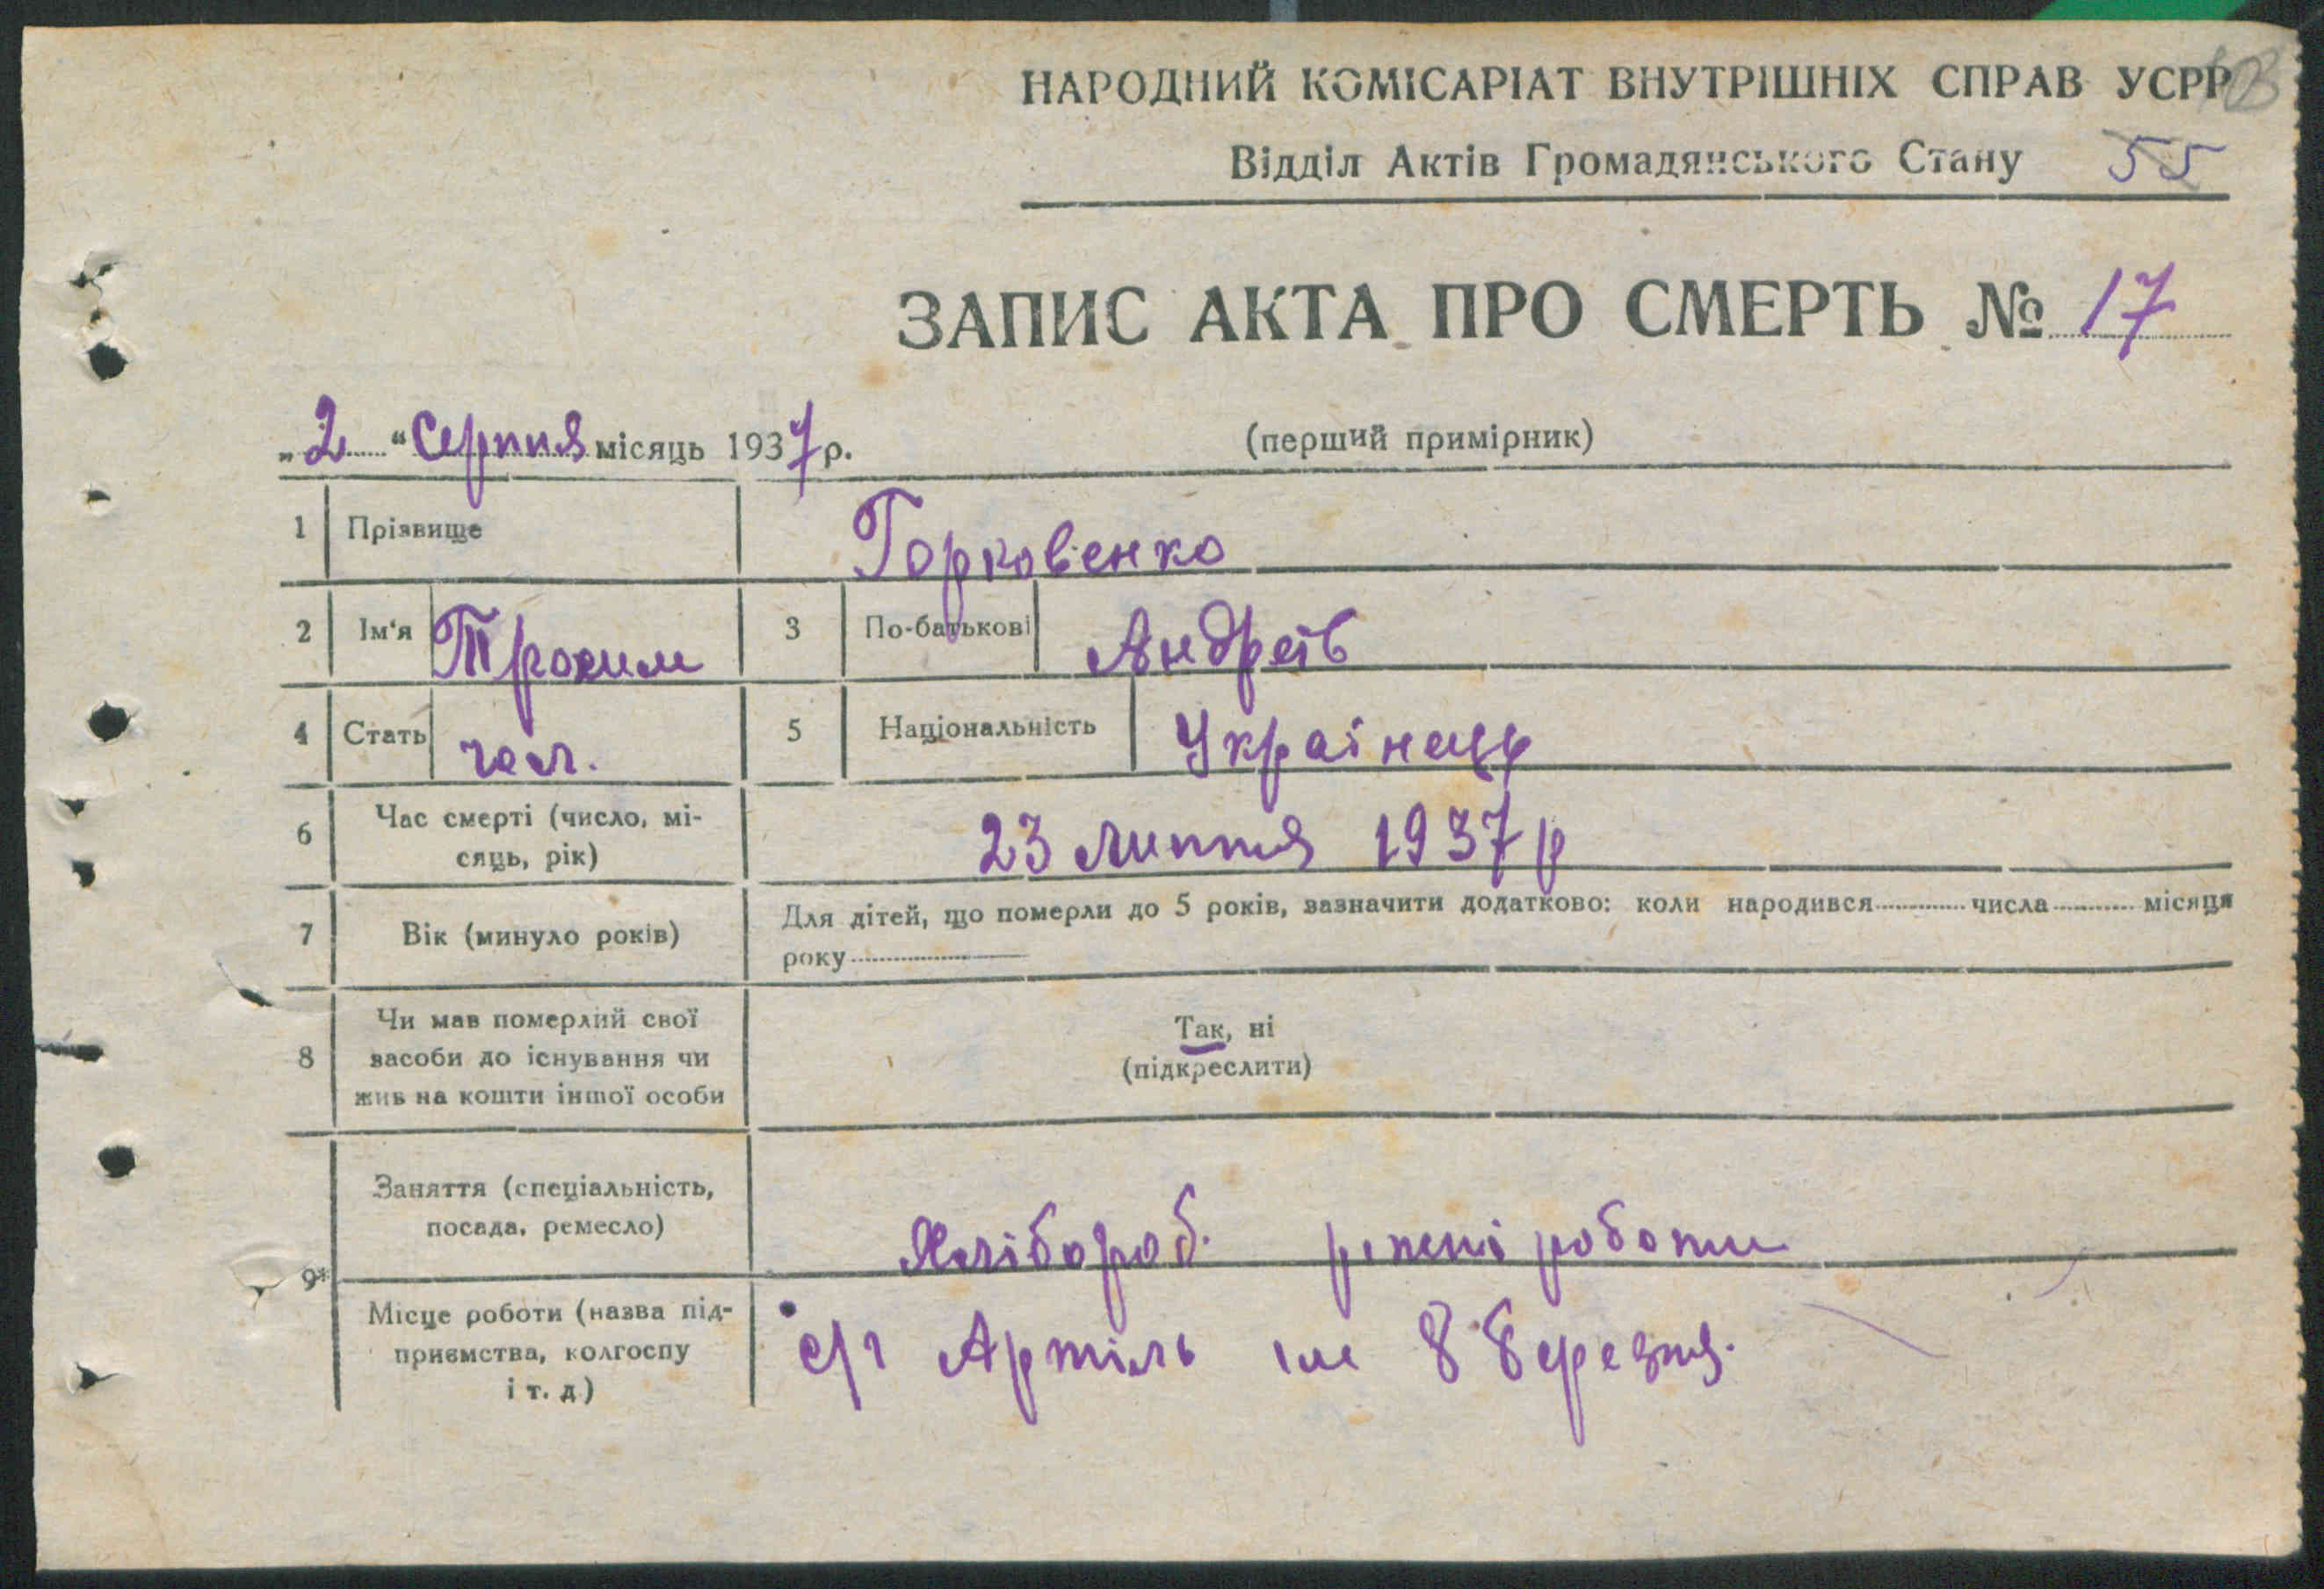 НАРОДНИЙ КОМІСАРІАТ ВНУТРІШНІХ СПРАВ УСРР
Відділ Актів Громадянського Стану 55
ЗАПИС АКТА ПРО СМЕРТЬ № 17
„2“ Серпня місяць 1937 р.
(перший примірник)
1 Прізвище Горковенко
2 Ім'я Трохим 3 По-батькові Андреїв
4 Стать чол. 5 Національність Українець
6 Час смерті (число, мі-
сяць, рік) 23 липня 1937 р
7 Вік (минуло років) Для дітей, що померли до 5 років, зазначити додатково: коли народився ........ числа ........ місяця
року ........
8 Чи мав померлий свої
засоби до існування чи
жив на кошти іншої особи
Так, ні
(підкреслити)
9* Заняття (спеціальність,
посада, ремесло) Хлібороб. роботи
Місце роботи (назва під-
приємства, колгоспу
і т. д)
с/г Артіль ім 8 Березня.